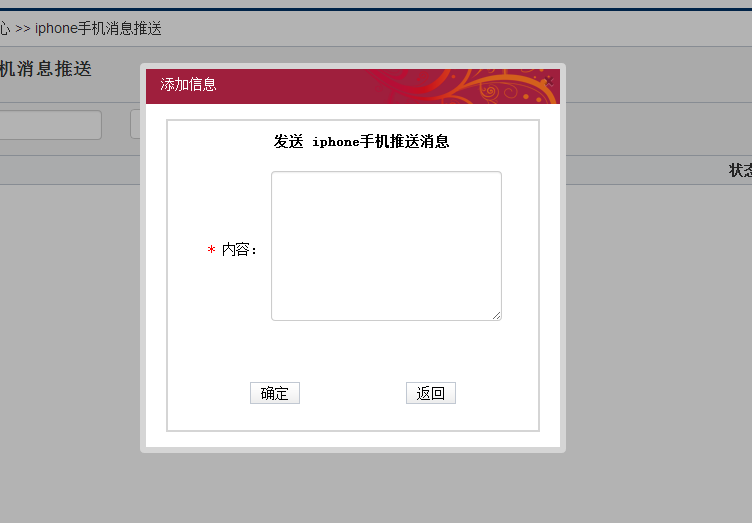 心 >> iphone手机消息推送
机消息推送
添加信息
发送 iphone手机推送消息
状态
* 内容：
确定
返回